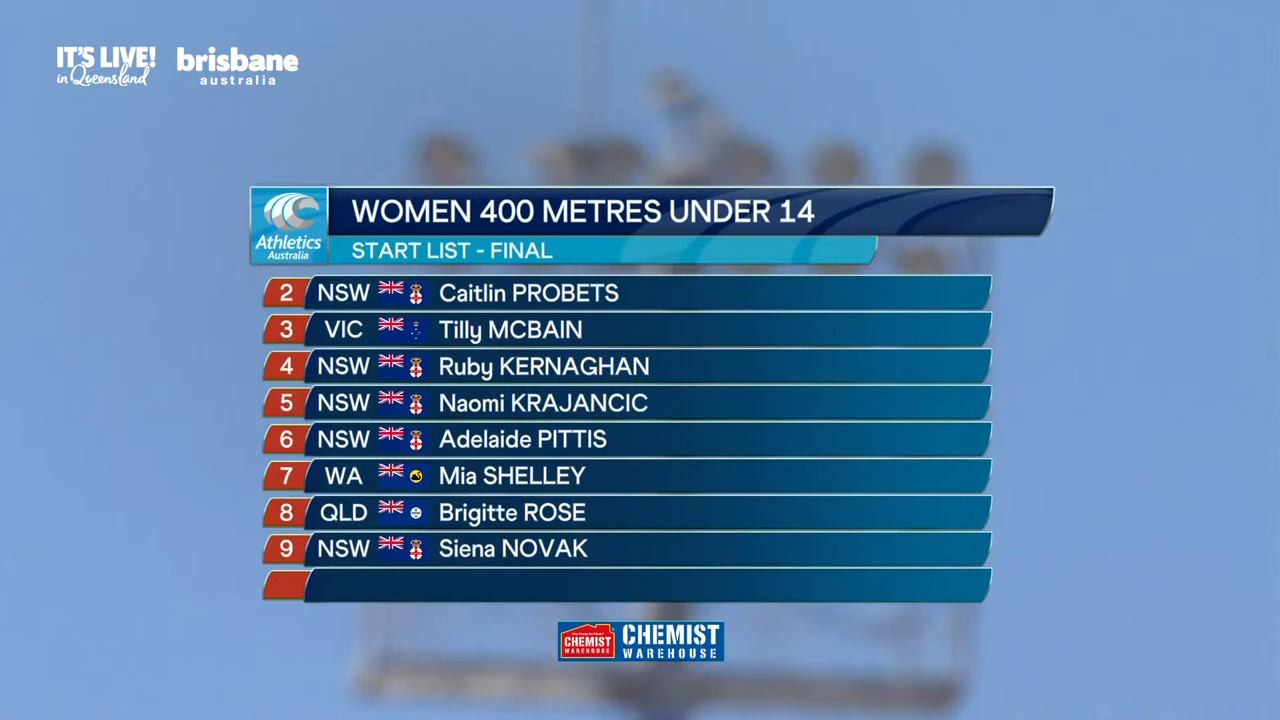 IT'S LIVE!
in Queensland
brisbane
australia
WOMEN 400 METRES UNDER 14
Athletics
Australia
START LIST - FINAL
2 NSW Caitlin PROBETS
3 VIC Tilly MCBAIN
4 NSW Ruby KERNAGHAN
5 NSW Naomi KRAJANCIC
6 NSW Adelaide PITTIS
7 WA Mia SHELLEY
8 QLD Brigitte ROSE
9 NSW Siena NOVAK
CHEMIST
WAREHOUSE
CHEMIST
WAREHOUSE